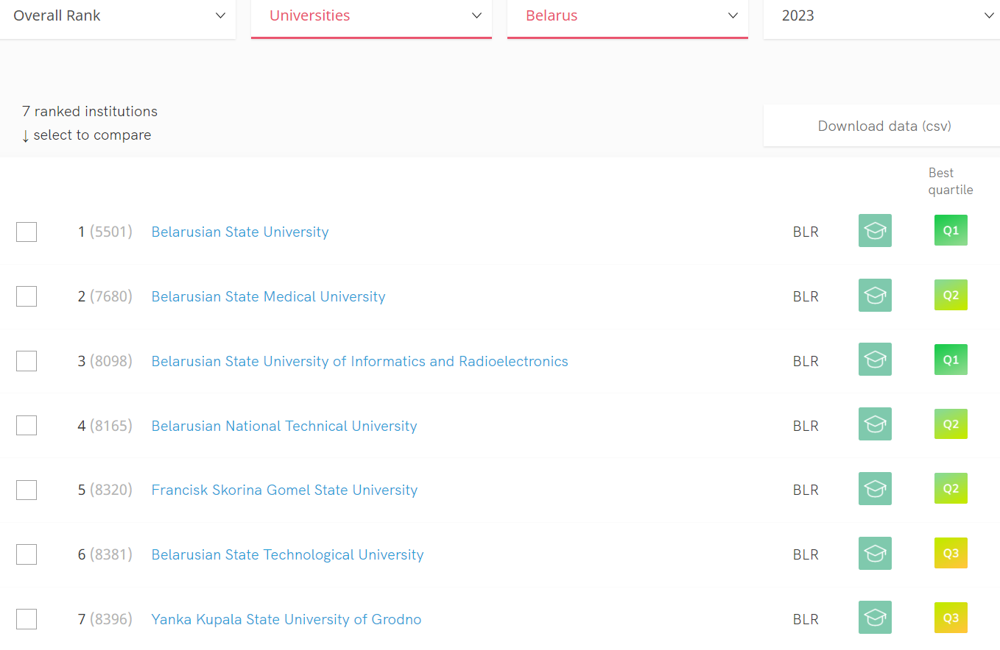 Overall Rank Universities Belarus 2023
7 ranked institutions
↓ select to compare
Download data (csv)
Best
quartile
1 (5501) Belarusian State University BLR Q1
2 (7680) Belarusian State Medical University BLR Q2
3 (8098) Belarusian State University of Informatics and Radioelectronics BLR Q1
4 (8165) Belarusian National Technical University BLR Q2
5 (8320) Francisk Skorina Gomel State University BLR Q2
6 (8381) Belarusian State Technological University BLR Q3
7 (8396) Yanka Kupala State University of Grodno BLR Q3